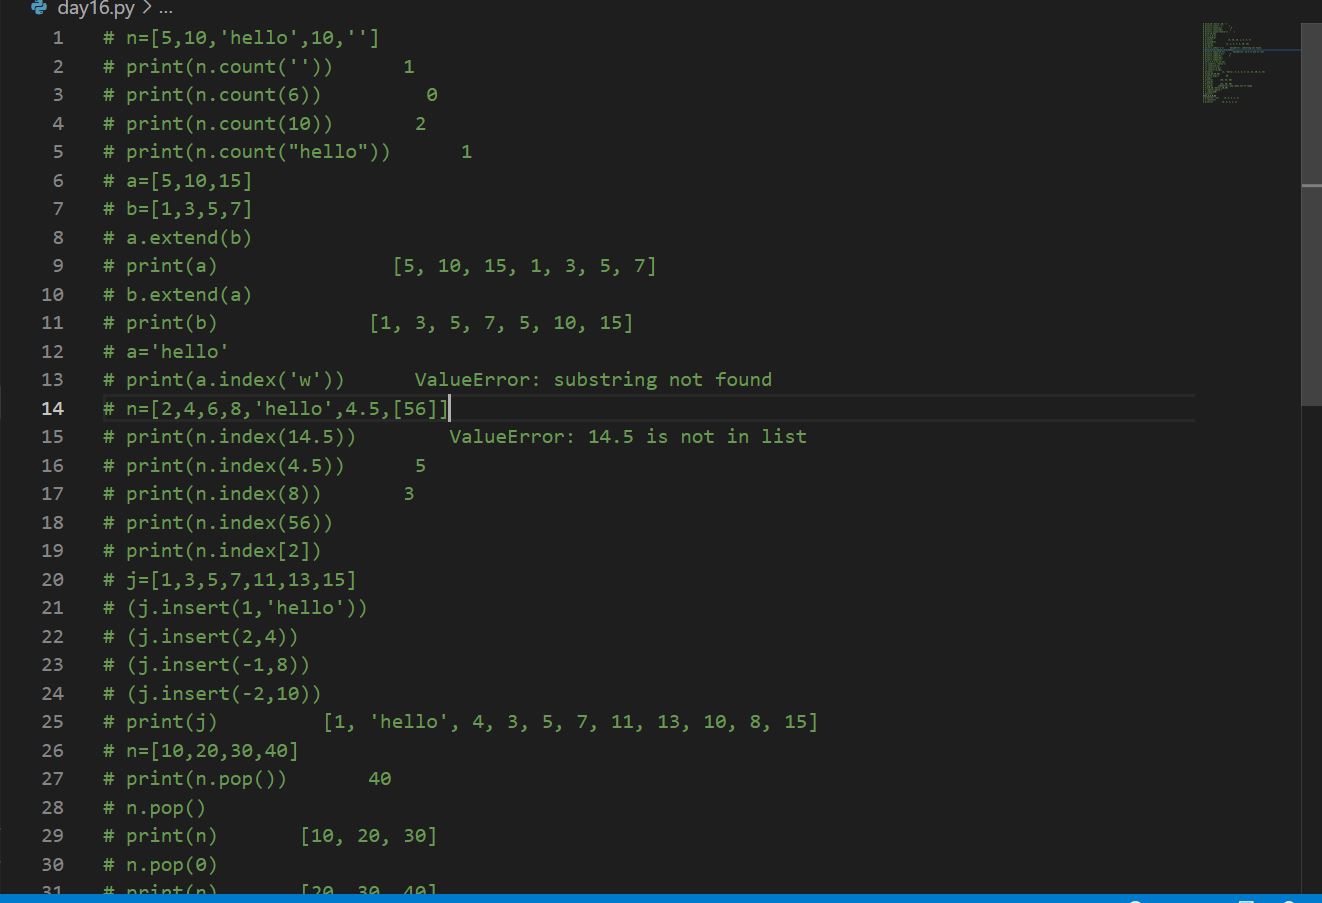 day16.py > ...
1 # n=[5,10,'hello',10,'']
2 # print(n.count(''))      1
3 # print(n.count(6))         0
4 # print(n.count(10))       2
5 # print(n.count("hello"))      1
6 # a=[5,10,15]
7 # b=[1,3,5,7]
8 # a.extend(b)
9 # print(a)               [5, 10, 15, 1, 3, 5, 7]
10 # b.extend(a)
11 # print(b)             [1, 3, 5, 7, 5, 10, 15]
12 # a='hello'
13 # print(a.index('w'))      ValueError: substring not found
14 # n=[2,4,6,8,'hello',4.5,[56]]
15 # print(n.index(14.5))        ValueError: 14.5 is not in list
16 # print(n.index(4.5))      5
17 # print(n.index(8))       3
18 # print(n.index(56))
19 # print(n.index[2])
20 # j=[1,3,5,7,11,13,15]
21 # (j.insert(1,'hello'))
22 # (j.insert(2,4))
23 # (j.insert(-1,8))
24 # (j.insert(-2,10))
25 # print(j)         [1, 'hello', 4, 3, 5, 7, 11, 13, 10, 8, 15]
26 # n=[10,20,30,40]
27 # print(n.pop())       40
28 # n.pop()
29 # print(n)       [10, 20, 30]
30 # n.pop(0)
31 # print(n)       [20, 30, 40]